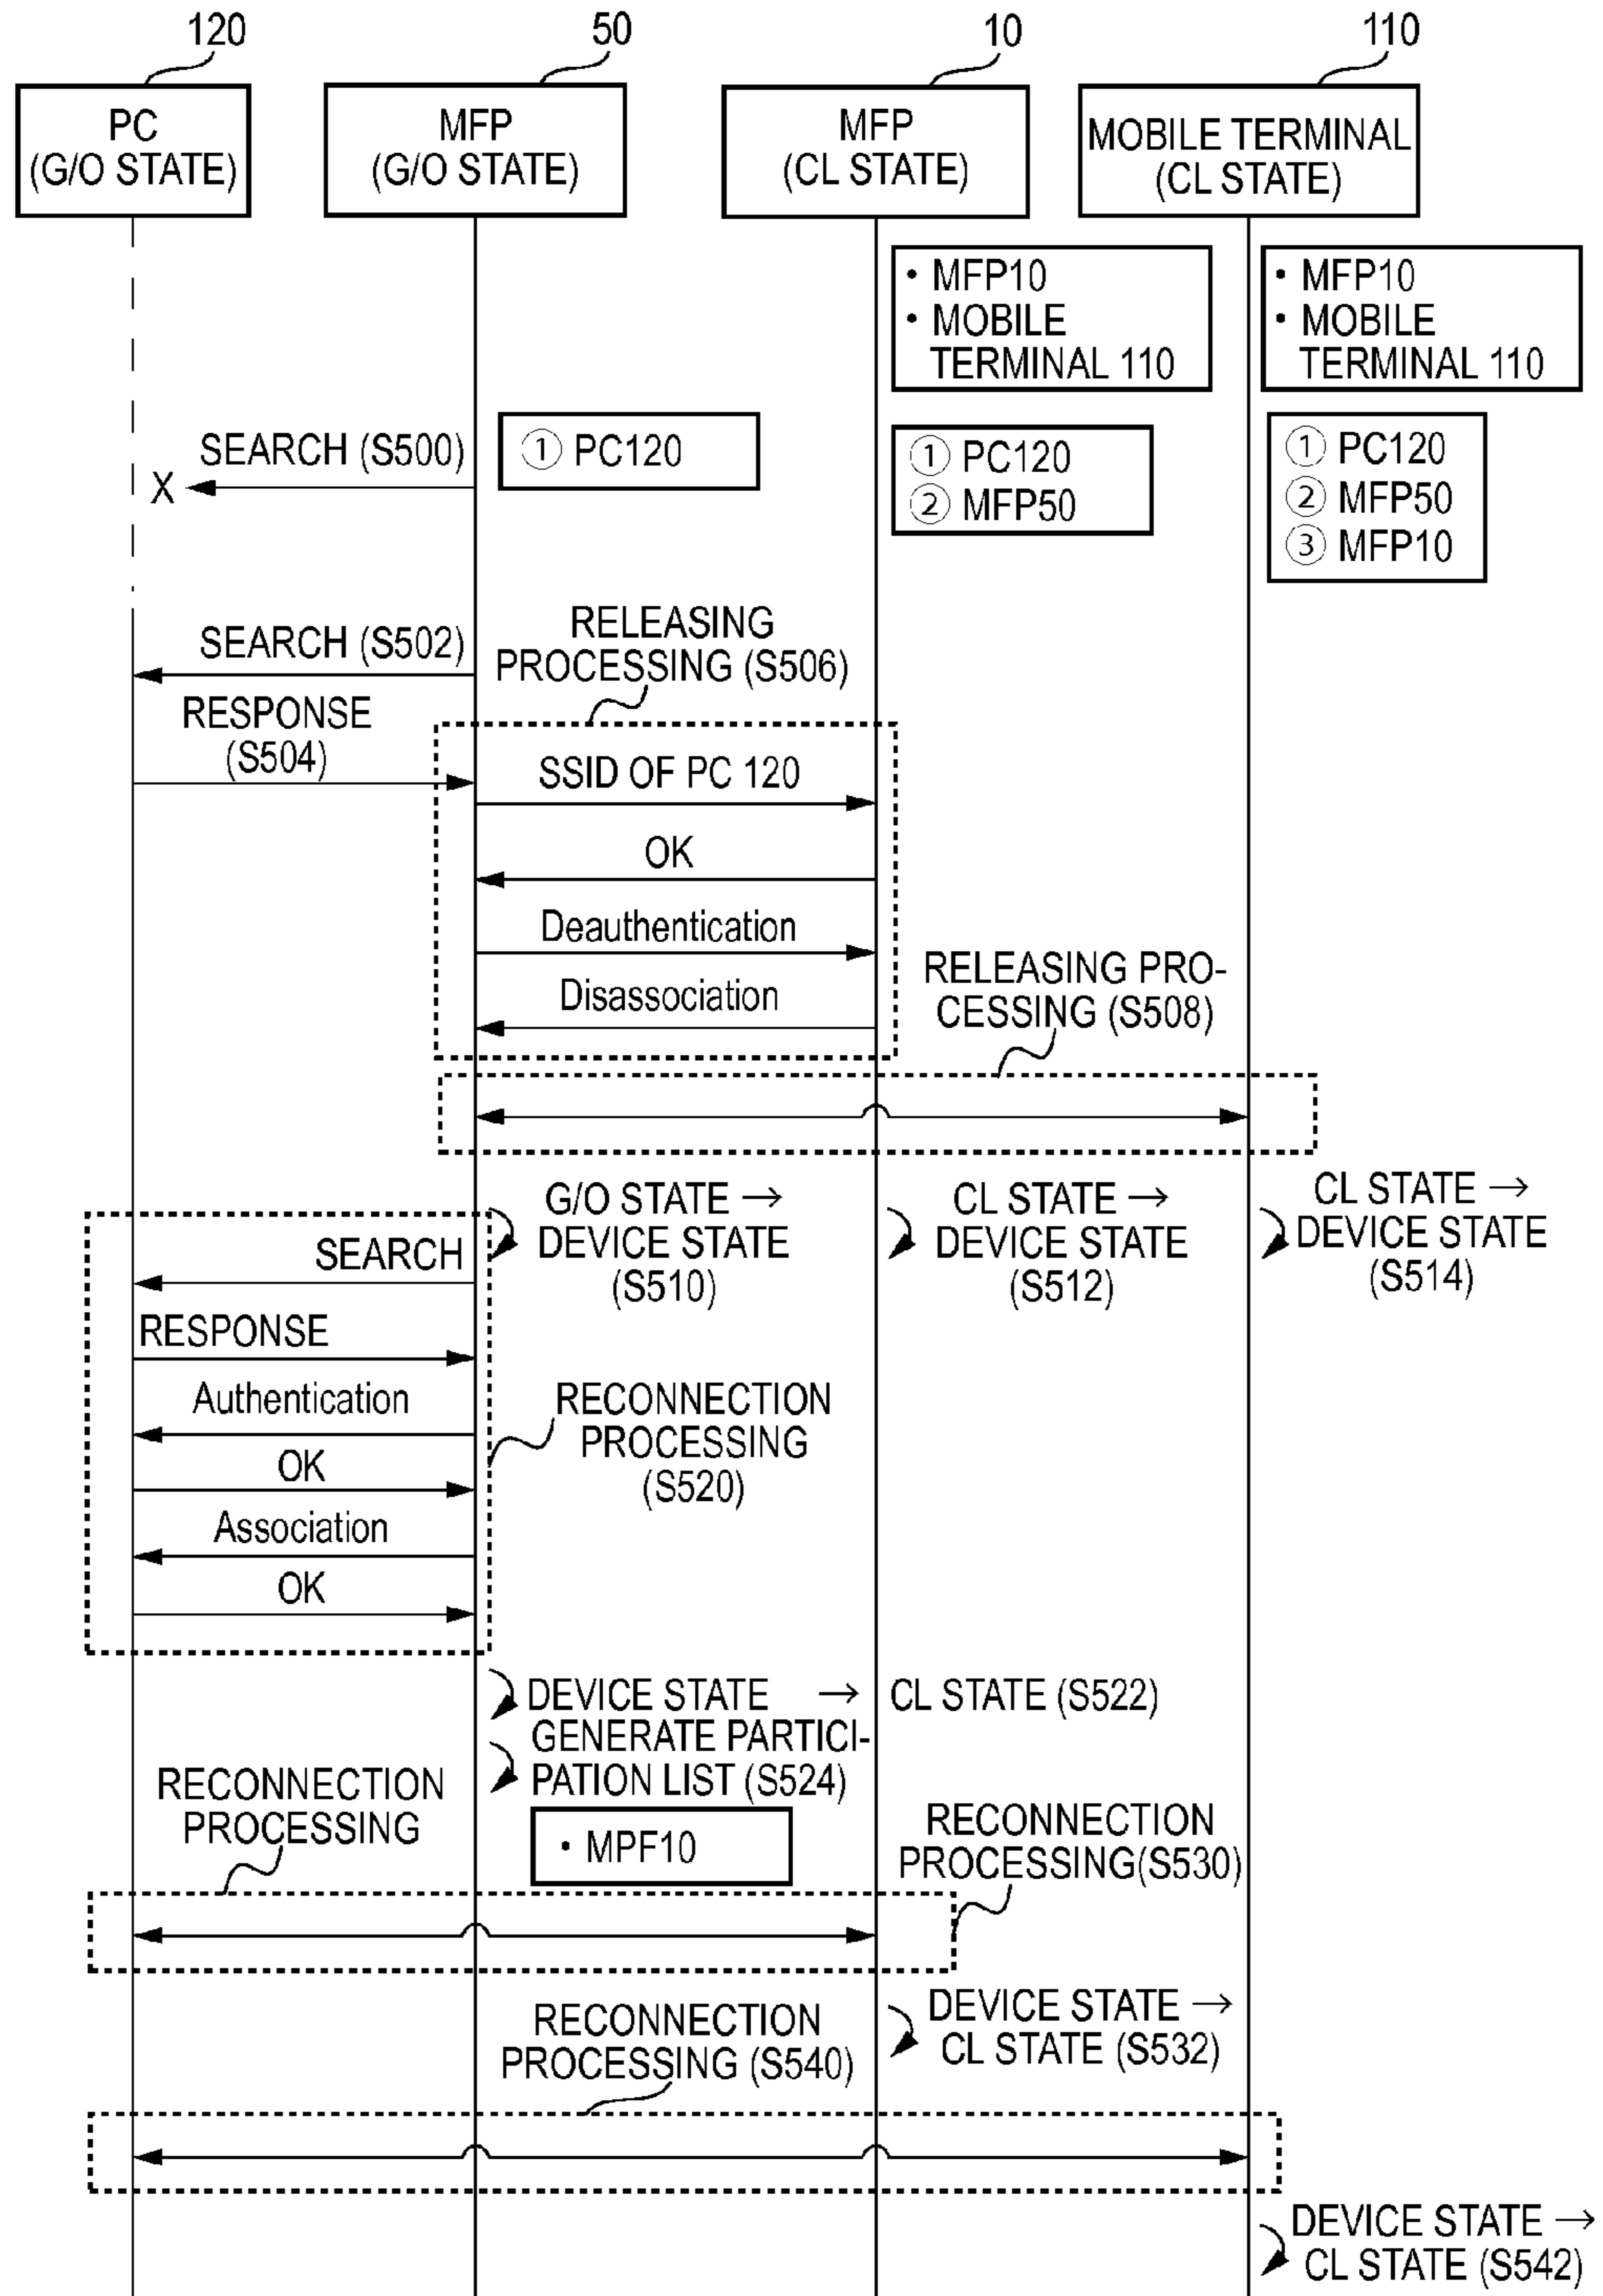 120
50
10
110
PC
(G/O STATE)
MFP
(G/O STATE)
MFP
(CL STATE)
MOBILE TERMINAL
(CL STATE)
• MFP10
• MOBILE
TERMINAL 110
• MFP10
• MOBILE
TERMINAL 110
SEARCH (S500)
X
① PC120
① PC120
② MFP50
① PC120
② MFP50
③ MFP10
SEARCH (S502)
RELEASING
PROCESSING (S506)
RESPONSE
(S504)
SSID OF PC 120
OK
Deauthentication
Disassociation
RELEASING PRO-
CESSING (S508)
G/O STATE →
DEVICE STATE
(S510)
CL STATE →
DEVICE STATE
(S512)
CL STATE →
DEVICE STATE
(S514)
SEARCH
RESPONSE
Authentication
OK
Association
OK
RECONNECTION
PROCESSING
(S520)
DEVICE STATE → CL STATE (S522)
GENERATE PARTICI-
PATION LIST (S524)
• MPF10
RECONNECTION
PROCESSING
RECONNECTION
PROCESSING(S530)
DEVICE STATE →
CL STATE (S532)
RECONNECTION
PROCESSING (S540)
DEVICE STATE →
CL STATE (S542)